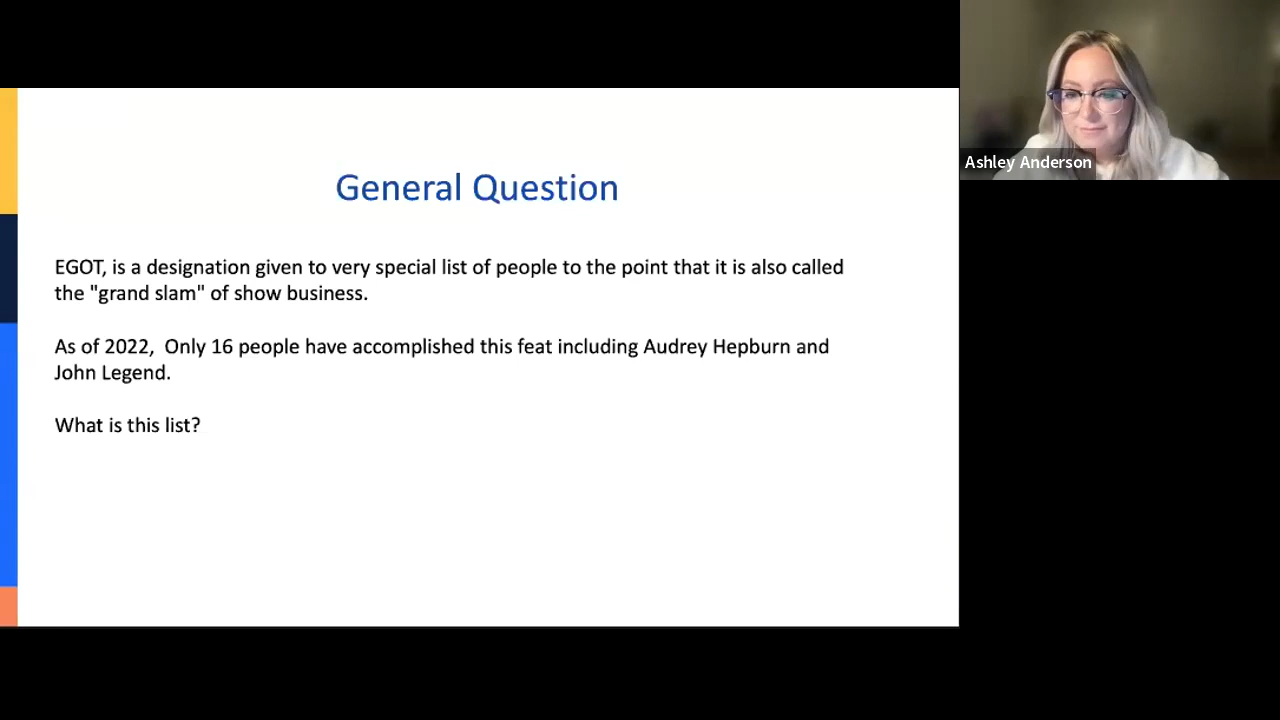 General Question
EGOT, is a designation given to very special list of people to the point that it is also called
the "grand slam" of show business.
As of 2022,  Only 16 people have accomplished this feat including Audrey Hepburn and
John Legend.
What is this list?
Ashley Anderson